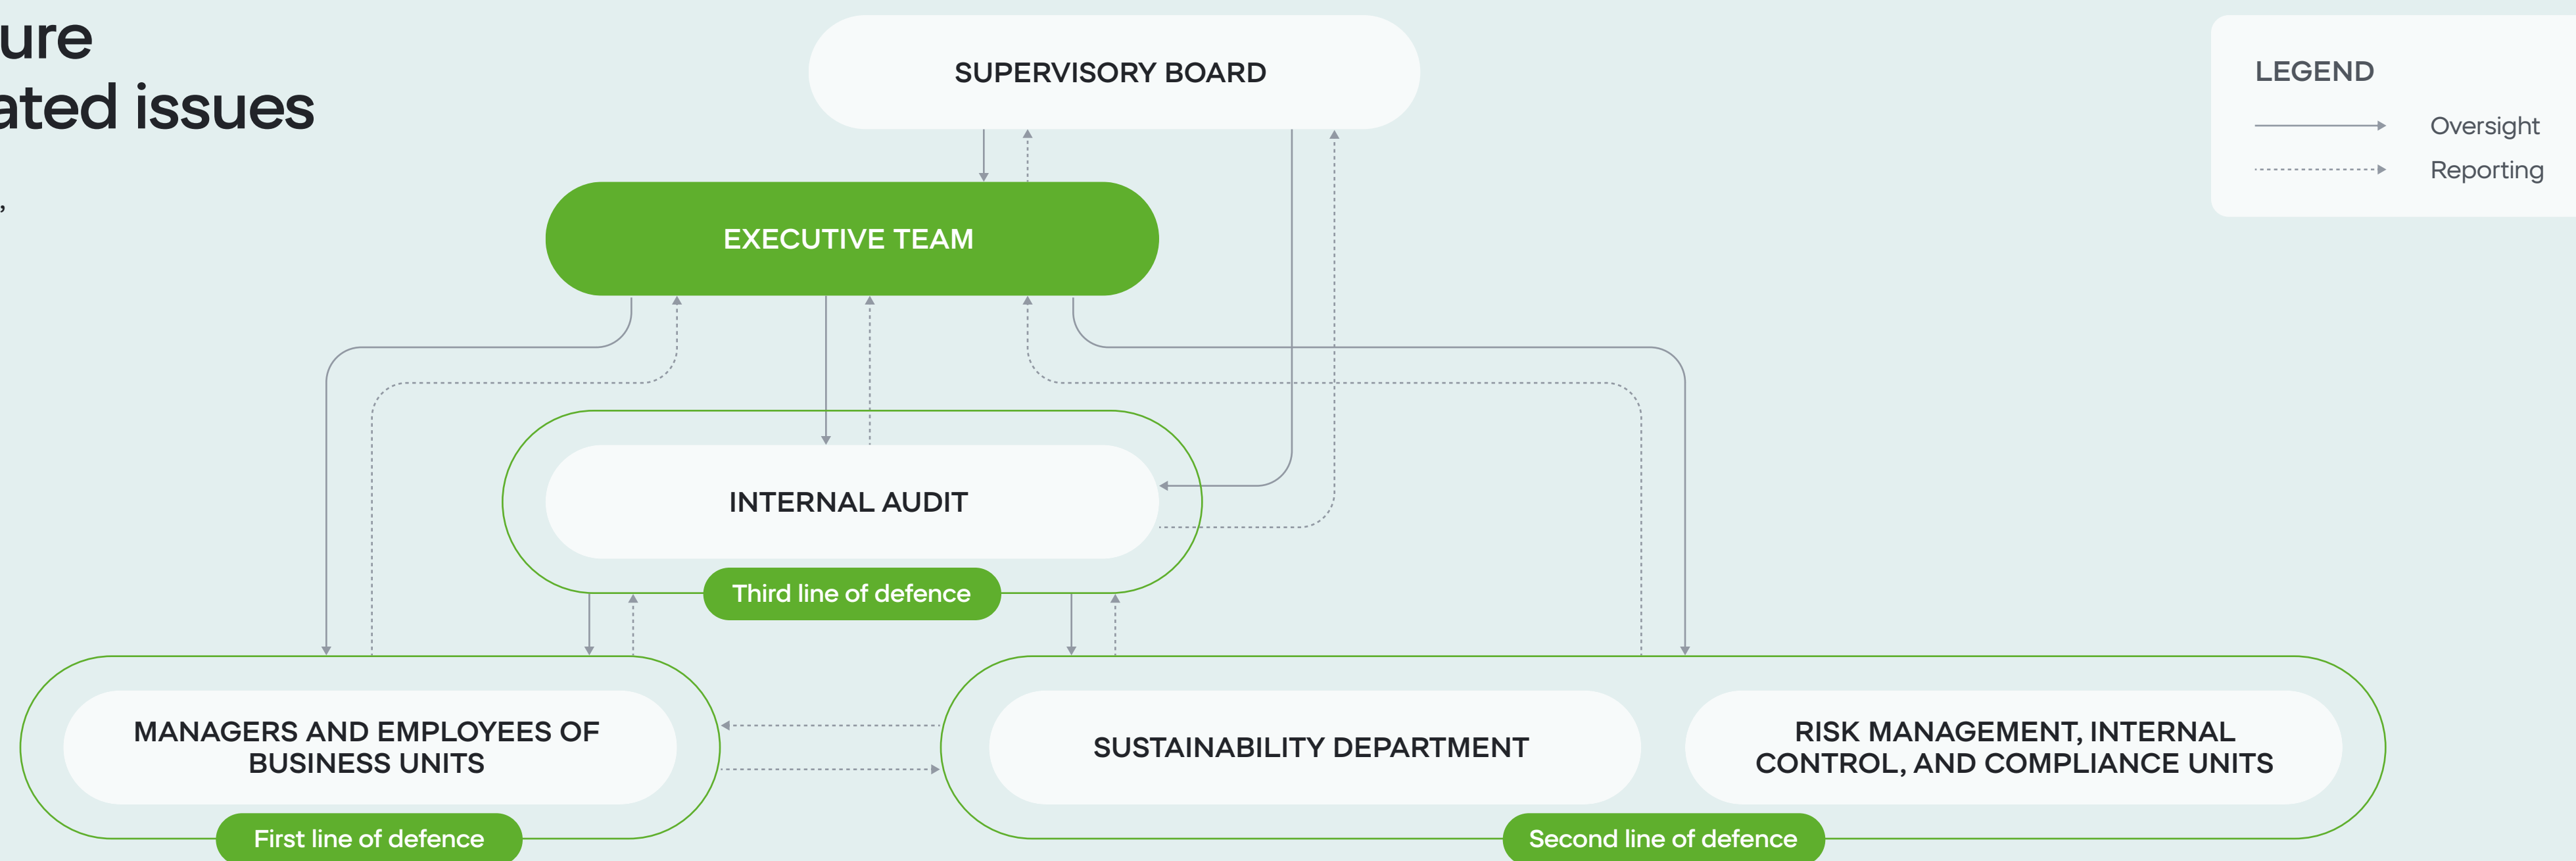 ure
ated issues
,
SUPERVISORY BOARD
LEGEND
Oversight
Reporting
EXECUTIVE TEAM
INTERNAL AUDIT
Third line of defence
MANAGERS AND EMPLOYEES OF
BUSINESS UNITS
First line of defence
SUSTAINABILITY DEPARTMENT
RISK MANAGEMENT, INTERNAL
CONTROL, AND COMPLIANCE UNITS
Second line of defence